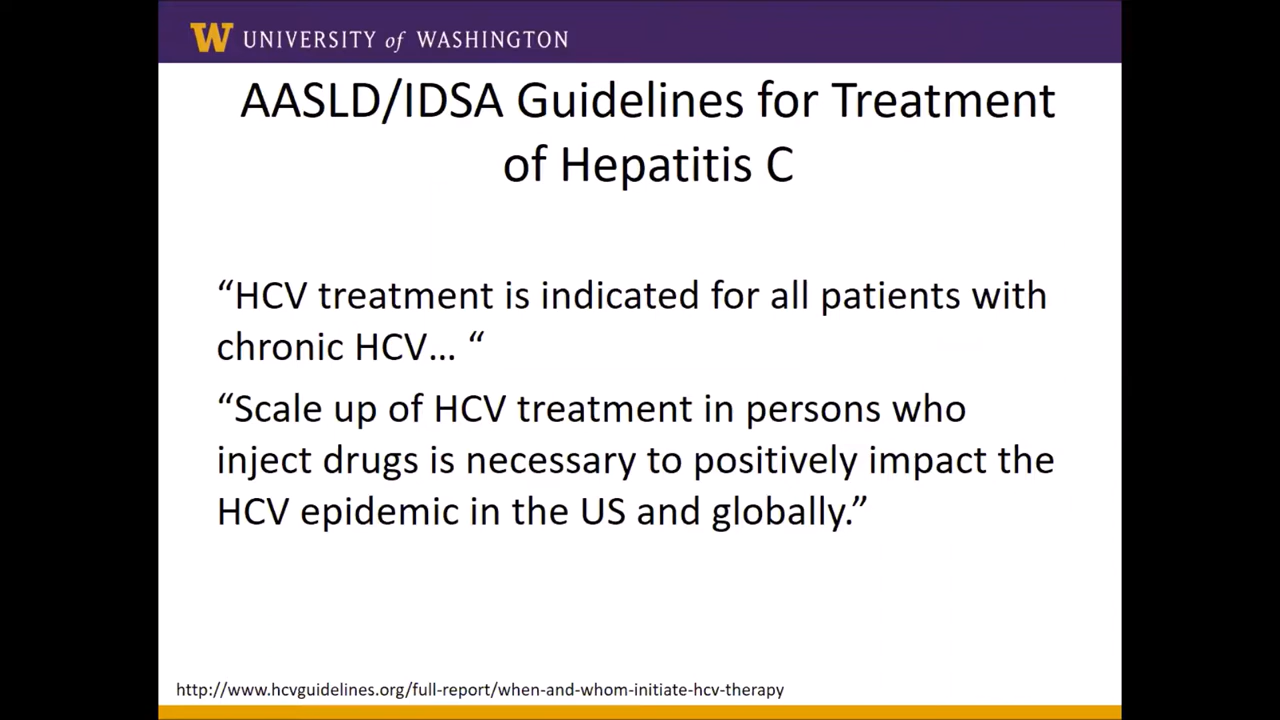 W UNIVERSITY of WASHINGTON
AASLD/IDSA Guidelines for Treatment
of Hepatitis C
“HCV treatment is indicated for all patients with
chronic HCV… “
“Scale up of HCV treatment in persons who
inject drugs is necessary to positively impact the
HCV epidemic in the US and globally.”
http://www.hcvguidelines.org/full-report/when-and-whom-initiate-hcv-therapy